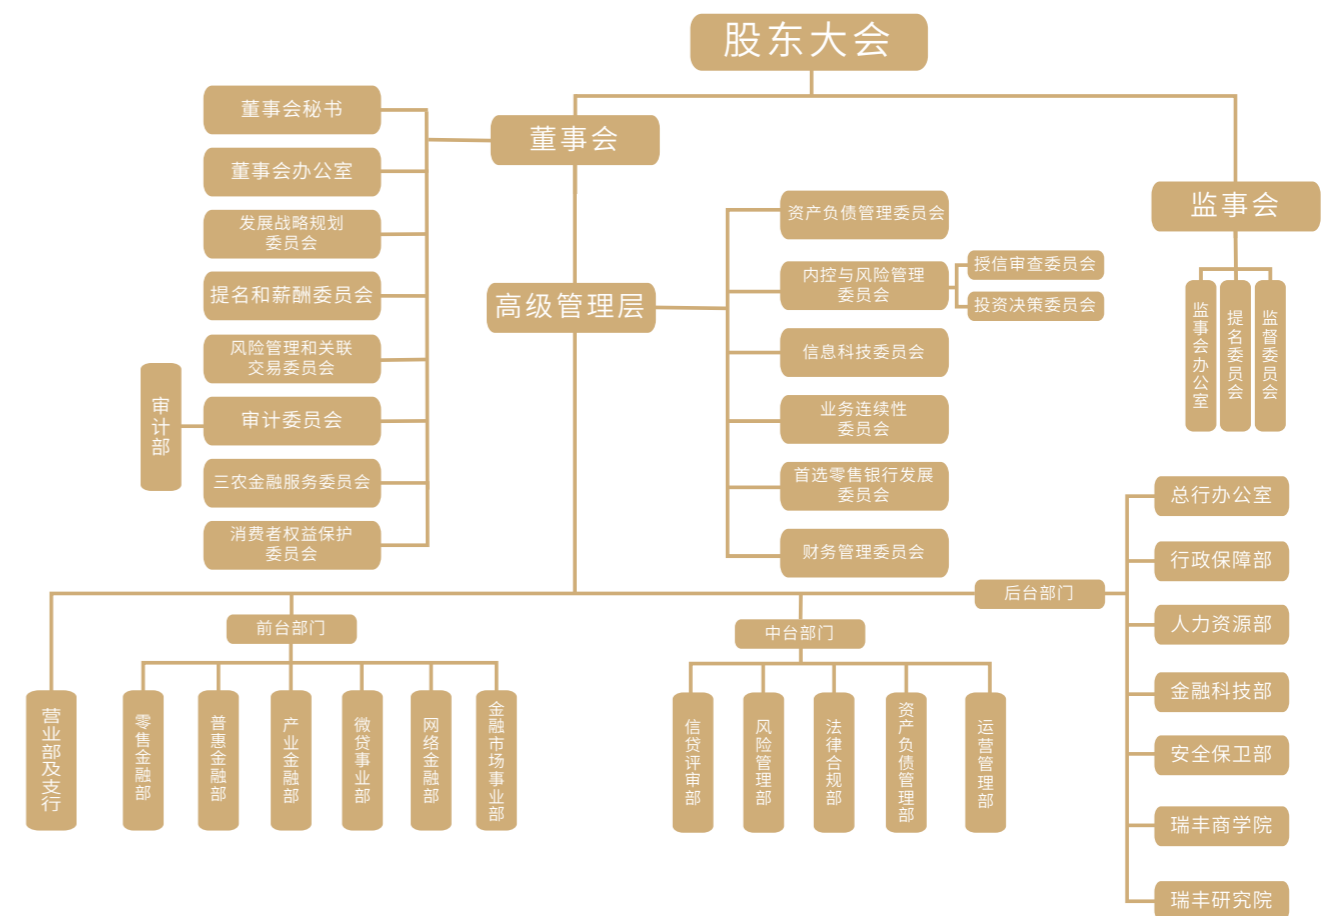 股东大会
董事会
监事会
董事会秘书
董事会办公室
发展战略规划
委员会
提名和薪酬委员会
风险管理和关联
交易委员会
审计委员会
审计部
三农金融服务委员会
消费者权益保护
委员会
高级管理层
资产负债管理委员会
内控与风险管理
委员会
授信审查委员会
投资决策委员会
信息科技委员会
业务连续性
委员会
首选零售银行发展
委员会
财务管理委员会
监事会办公室
提名委员会
监督委员会
前台部门
中台部门
后台部门
营业部及支行
零售金融部
普惠金融部
产业金融部
微贷事业部
网络金融部
金融市场事业部
信贷评审部
风险管理部
法律合规部
资产负债管理部
运营管理部
总行办公室
行政保障部
人力资源部
金融科技部
安全保卫部
瑞丰商学院
瑞丰研究院